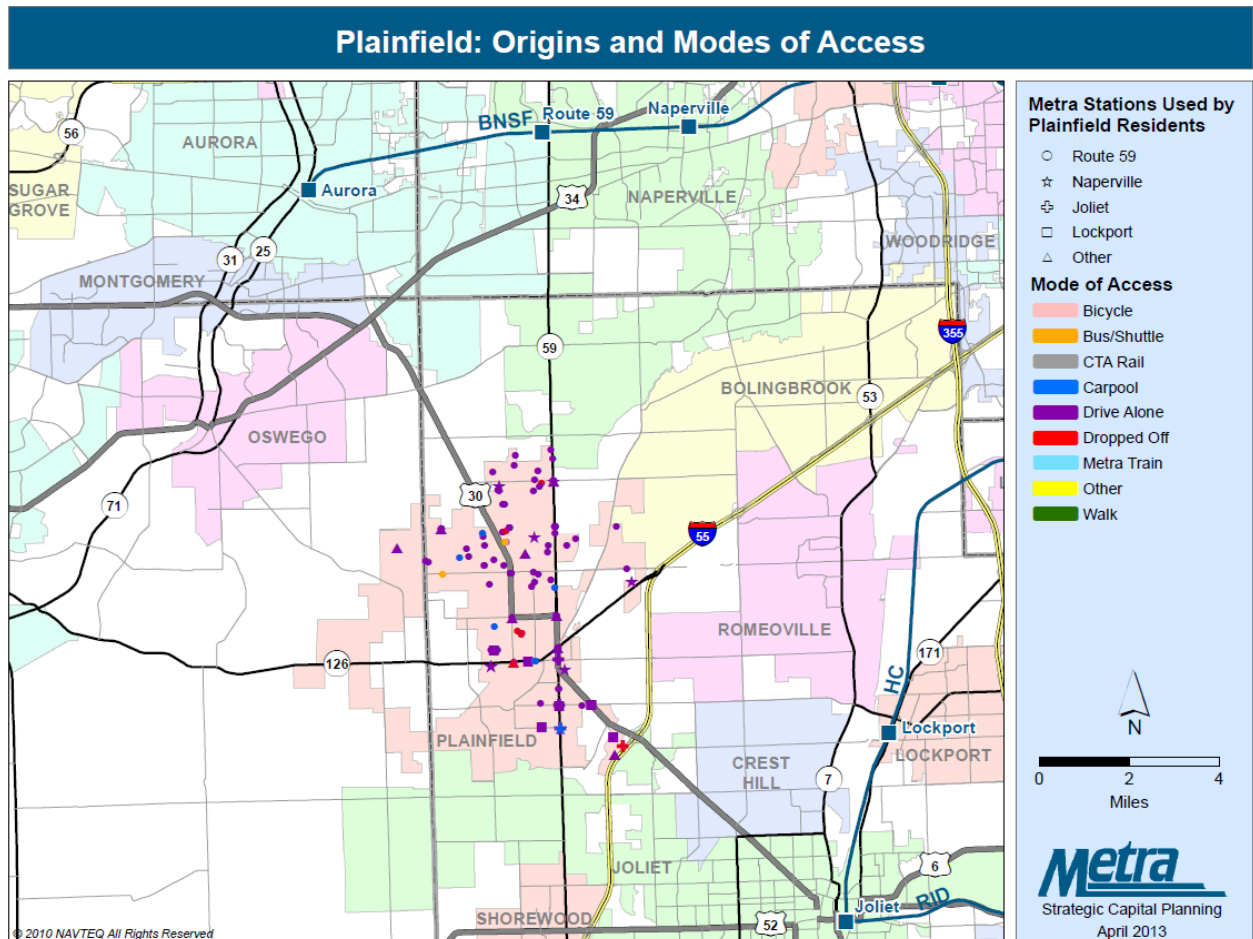 Plainfield: Origins and Modes of Access
56
AURORA
BNSF
Route 59
Naperville
SUGAR
GROVE
Aurora
34
NAPERVILLE
WOODRIDGE
31
25
MONTGOMERY
355
59
BOLINGBROOK
53
OSWEGO
30
71
55
ROMEOVILLE
126
171
HC
Lockport
PLAINFIELD
LOCKPORT
CREST
HILL
7
JOLIET
6
Joliet
RID
SHOREWOOD
52
© 2010 NAVTEQ All Rights Reserved
Metra Stations Used by
Plainfield Residents
Route 59
Naperville
Joliet
Lockport
Other
Mode of Access
Bicycle
Bus/Shuttle
CTA Rail
Carpool
Drive Alone
Dropped Off
Metra Train
Other
Walk
N
0 2 4
Miles
Metra
Strategic Capital Planning
April 2013